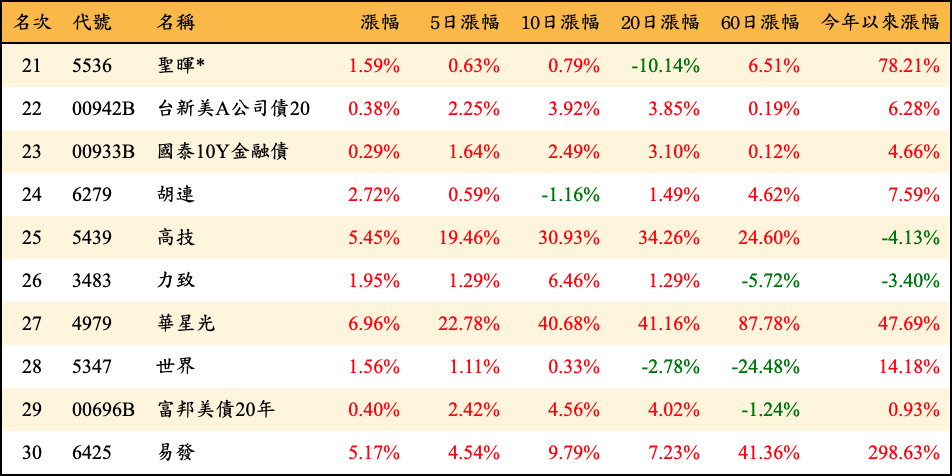 名次 代號 名稱 漲幅 5日漲幅 10日漲幅 20日漲幅 60日漲幅 今年以來漲幅
21 5536 聖暉* 1.59% 0.63% 0.79% -10.14% 6.51% 78.21%
22 00942B 台新美A公司債20 0.38% 2.25% 3.92% 3.85% 0.19% 6.28%
23 00933B 國泰10Y金融債 0.29% 1.64% 2.49% 3.10% 0.12% 4.66%
24 6279 胡連 2.72% 0.59% -1.16% 1.49% 4.62% 7.59%
25 5439 高技 5.45% 19.46% 30.93% 34.26% 24.60% -4.13%
26 3483 力致 1.95% 1.29% 6.46% 1.29% -5.72% -3.40%
27 4979 華星光 6.96% 22.78% 40.68% 41.16% 87.78% 47.69%
28 5347 世界 1.56% 1.11% 0.33% -2.78% -24.48% 14.18%
29 00696B 富邦美債20年 0.40% 2.42% 4.56% 4.02% -1.24% 0.93%
30 6425 易發 5.17% 4.54% 9.79% 7.23% 41.36% 298.63%